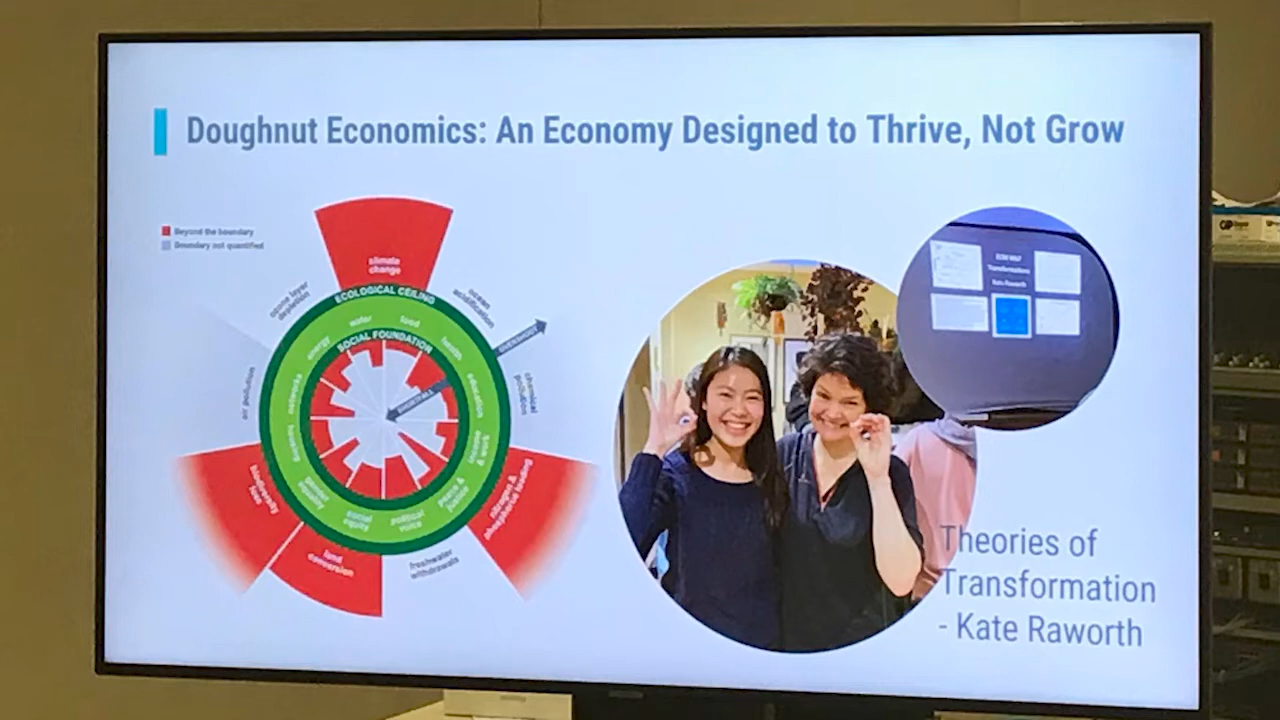 Doughnut Economics: An Economy Designed to Thrive, Not Grow
Beyond the boundary
Boundary not quantified
climate
change
ozone layer
depletion
ocean
acidification
ECOLOGICAL CEILING
water
food
SOCIAL FOUNDATION
energy
health
OVERSHOOT
networks
education
SHORTFALL
air pollution
chemical
pollution
housing
income
& work
biodiversity
loss
gender
equality
peace &
justice
nitrogen &
phosphorus loading
social
equity
political
voice
land
conversion
freshwater
withdrawals
Transformations
Kate Raworth
Theories of
Transformation
- Kate Raworth